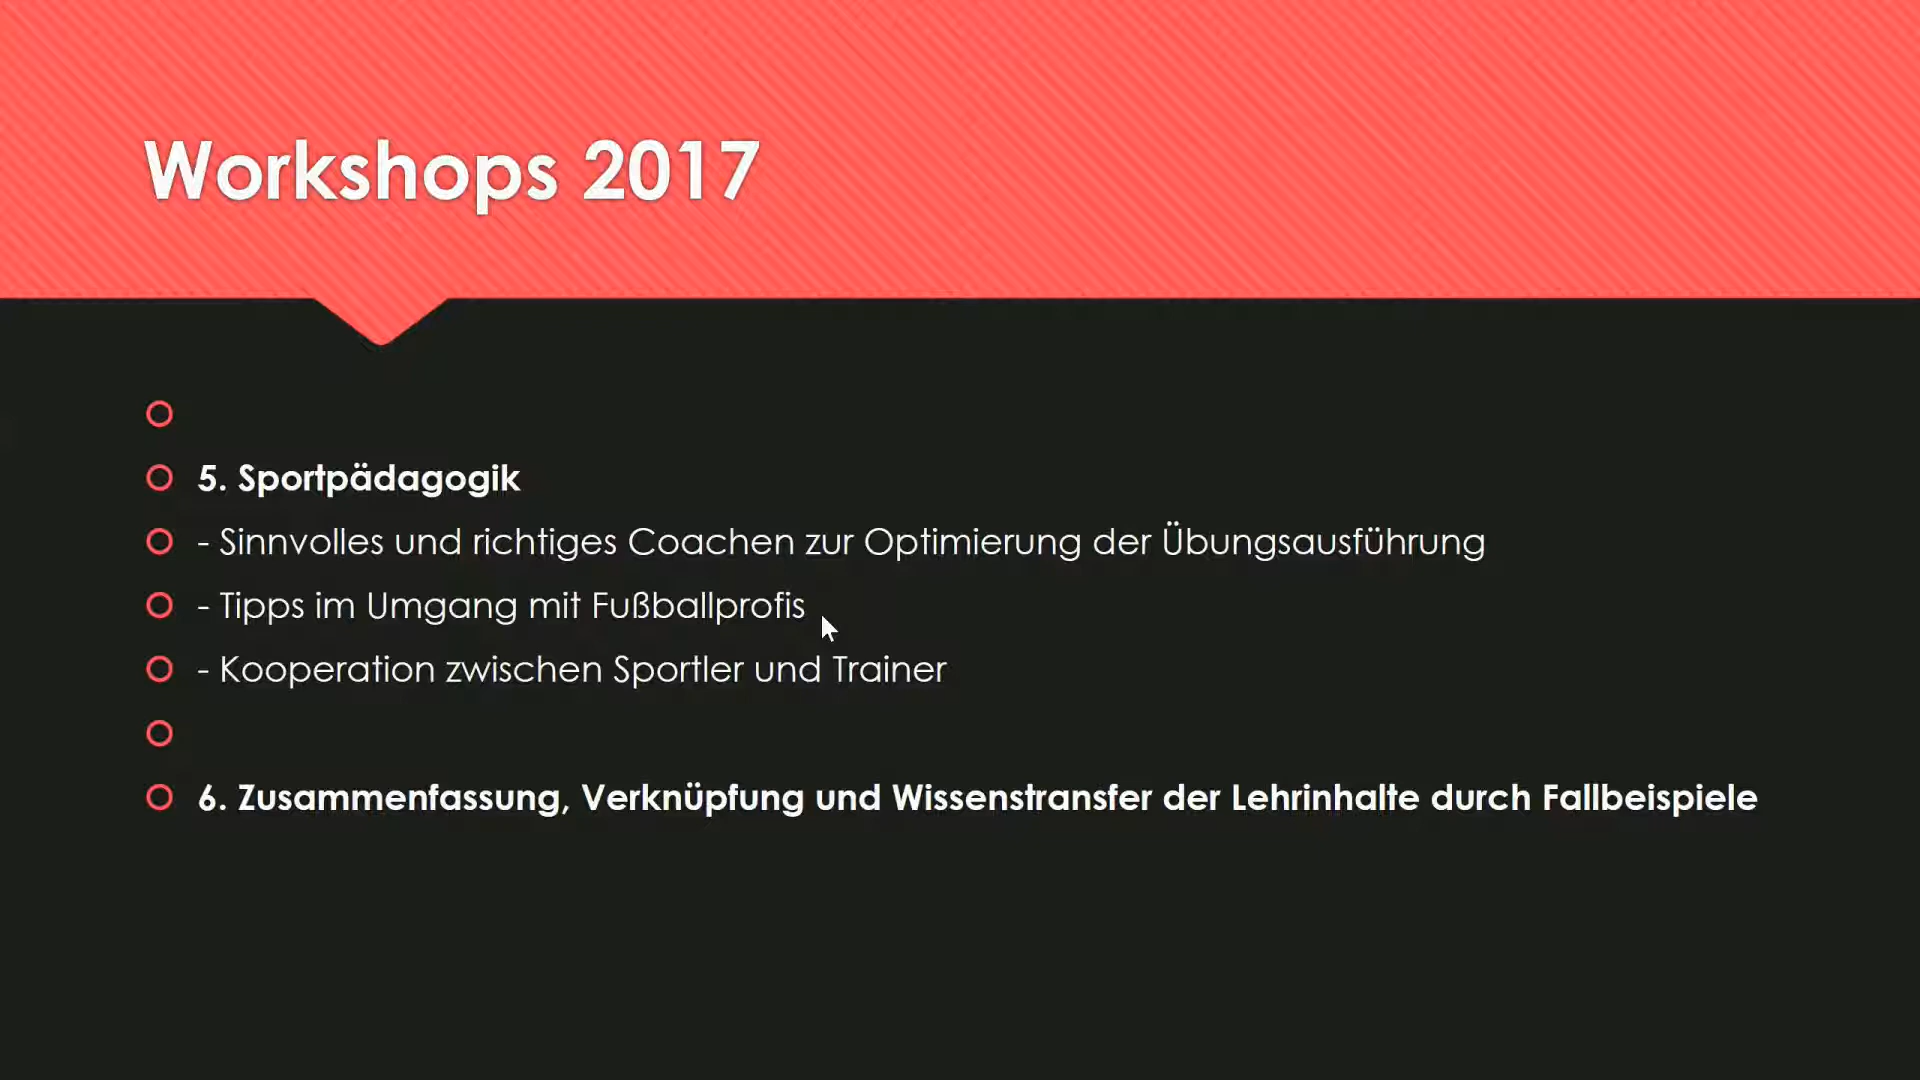 Workshops 2017
5. Sportpädagogik
- Sinnvolles und richtiges Coachen zur Optimierung der Übungsausführung
- Tipps im Umgang mit Fußballprofis
- Kooperation zwischen Sportler und Trainer
6. Zusammenfassung, Verknüpfung und Wissenstransfer der Lehrinhalte durch Fallbeispiele